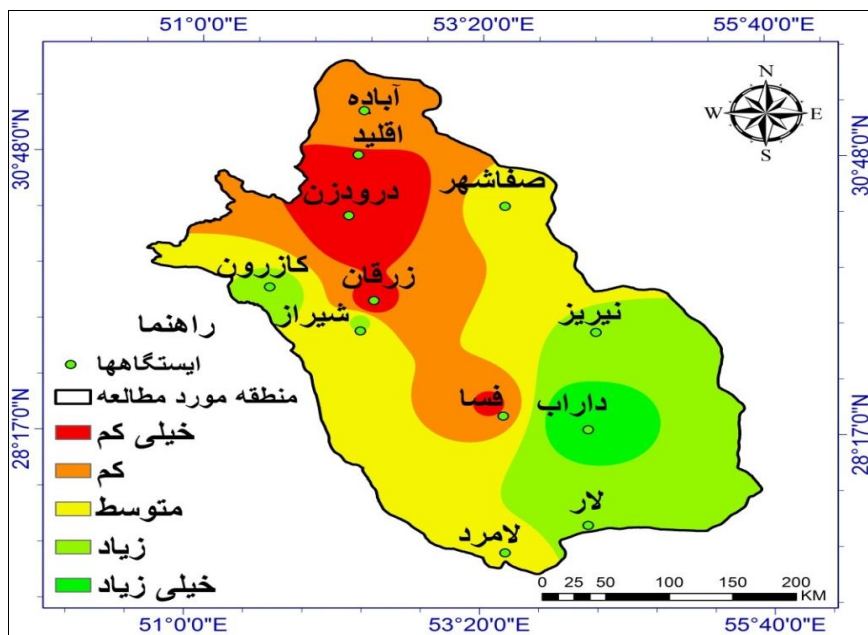 51°0'0"E 53°20'0"E 55°40'0"E
N
W E
S
30°48'0"N 30°48'0"N
28°17'0"N 28°17'0"N
آباده
اقلید
درودزن
صفاشهر
کازرون
زرقان
شیراز
نیریز
فسا
داراب
لار
لامرد
راهنما
ایستگاهها
منطقه مورد مطالعه
خیلی کم
کم
متوسط
زیاد
خیلی زیاد
0 25 50 100 150 200
KM
51°0'0"E 53°20'0"E 55°40'0"E